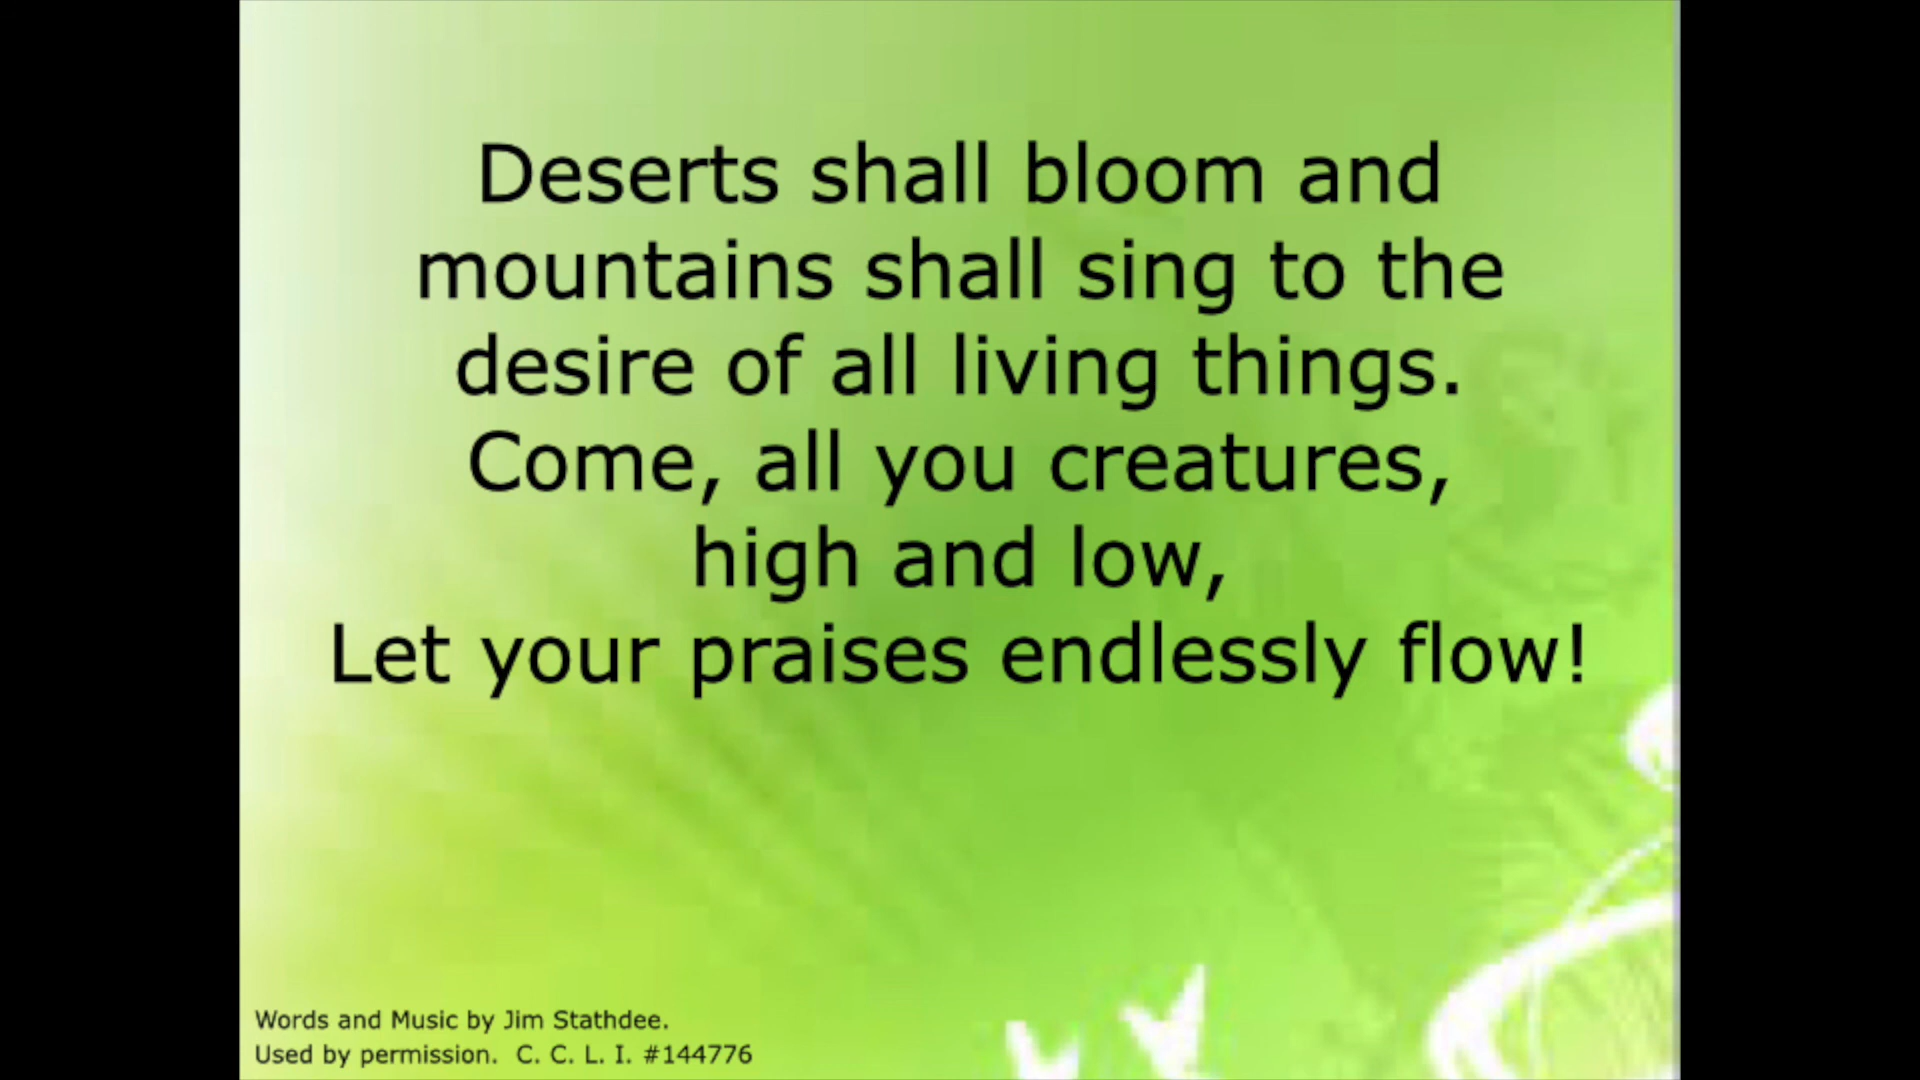 Deserts shall bloom and
mountains shall sing to the
desire of all living things.
Come, all you creatures,
high and low,
Let your praises endlessly flow!
Words and Music by Jim Stathdee.
Used by permission.  C. C. L. I. #144776